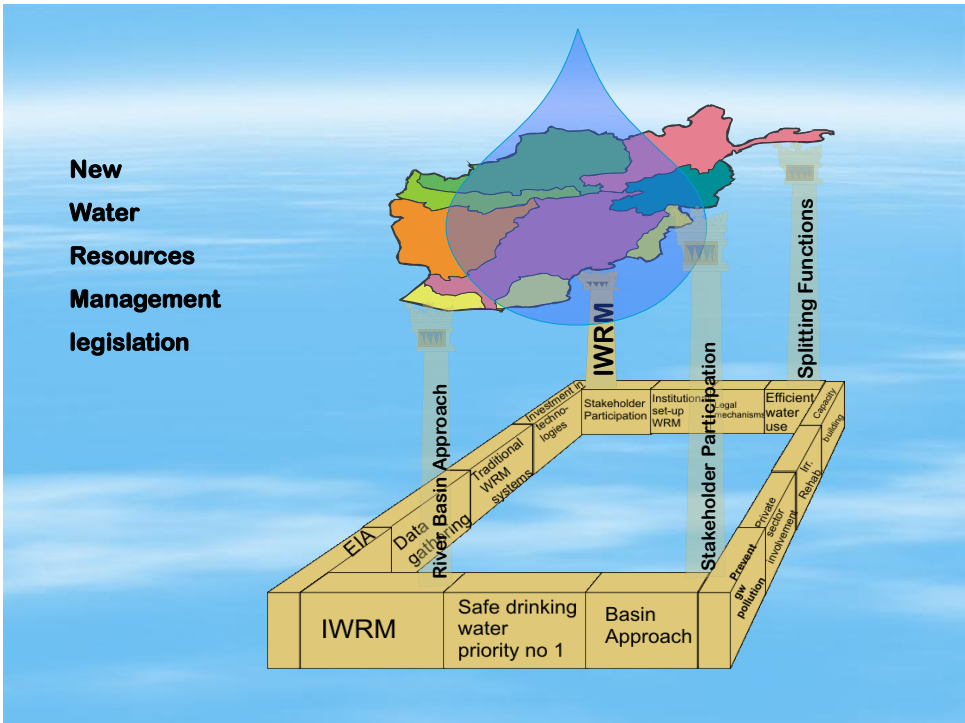 New
Water
Resources
Management
legislation
IWRM
Splitting Functions
River Basin Approach
Stakeholder Participation
Investment in
techno-
logies
Stakeholder
Participation
Institutional
set-up
WRM
Legal
mechanisms
Efficient
water
use
Capacity
building
Traditional
WRM
systems
Irr.
Rehab
EIA
Data
gathering
Private
sector
involvement
Prevent
gw
pollution
IWRM
Safe drinking
water
priority no 1
Basin
Approach